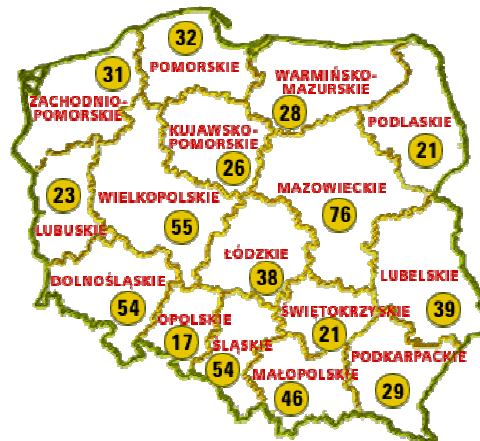 32
POMORSKIE
31
ZACHODNIO-
POMORSKIE
WARMIŃSKO-
MAZURSKIE
28
PODLASKIE
21
KUJAWSKO-
POMORSKIE
26
23
LUBUSKIE
WIELKOPOLSKIE
55
MAZOWIECKIE
76
ŁÓDZKIE
38
LUBELSKIE
39
DOLNOŚLĄSKIE
54
OPOLSKIE
17
ŚLĄSKIE
54
ŚWIĘTOKRZYSKIE
21
MAŁOPOLSKIE
46
PODKARPACKIE
29